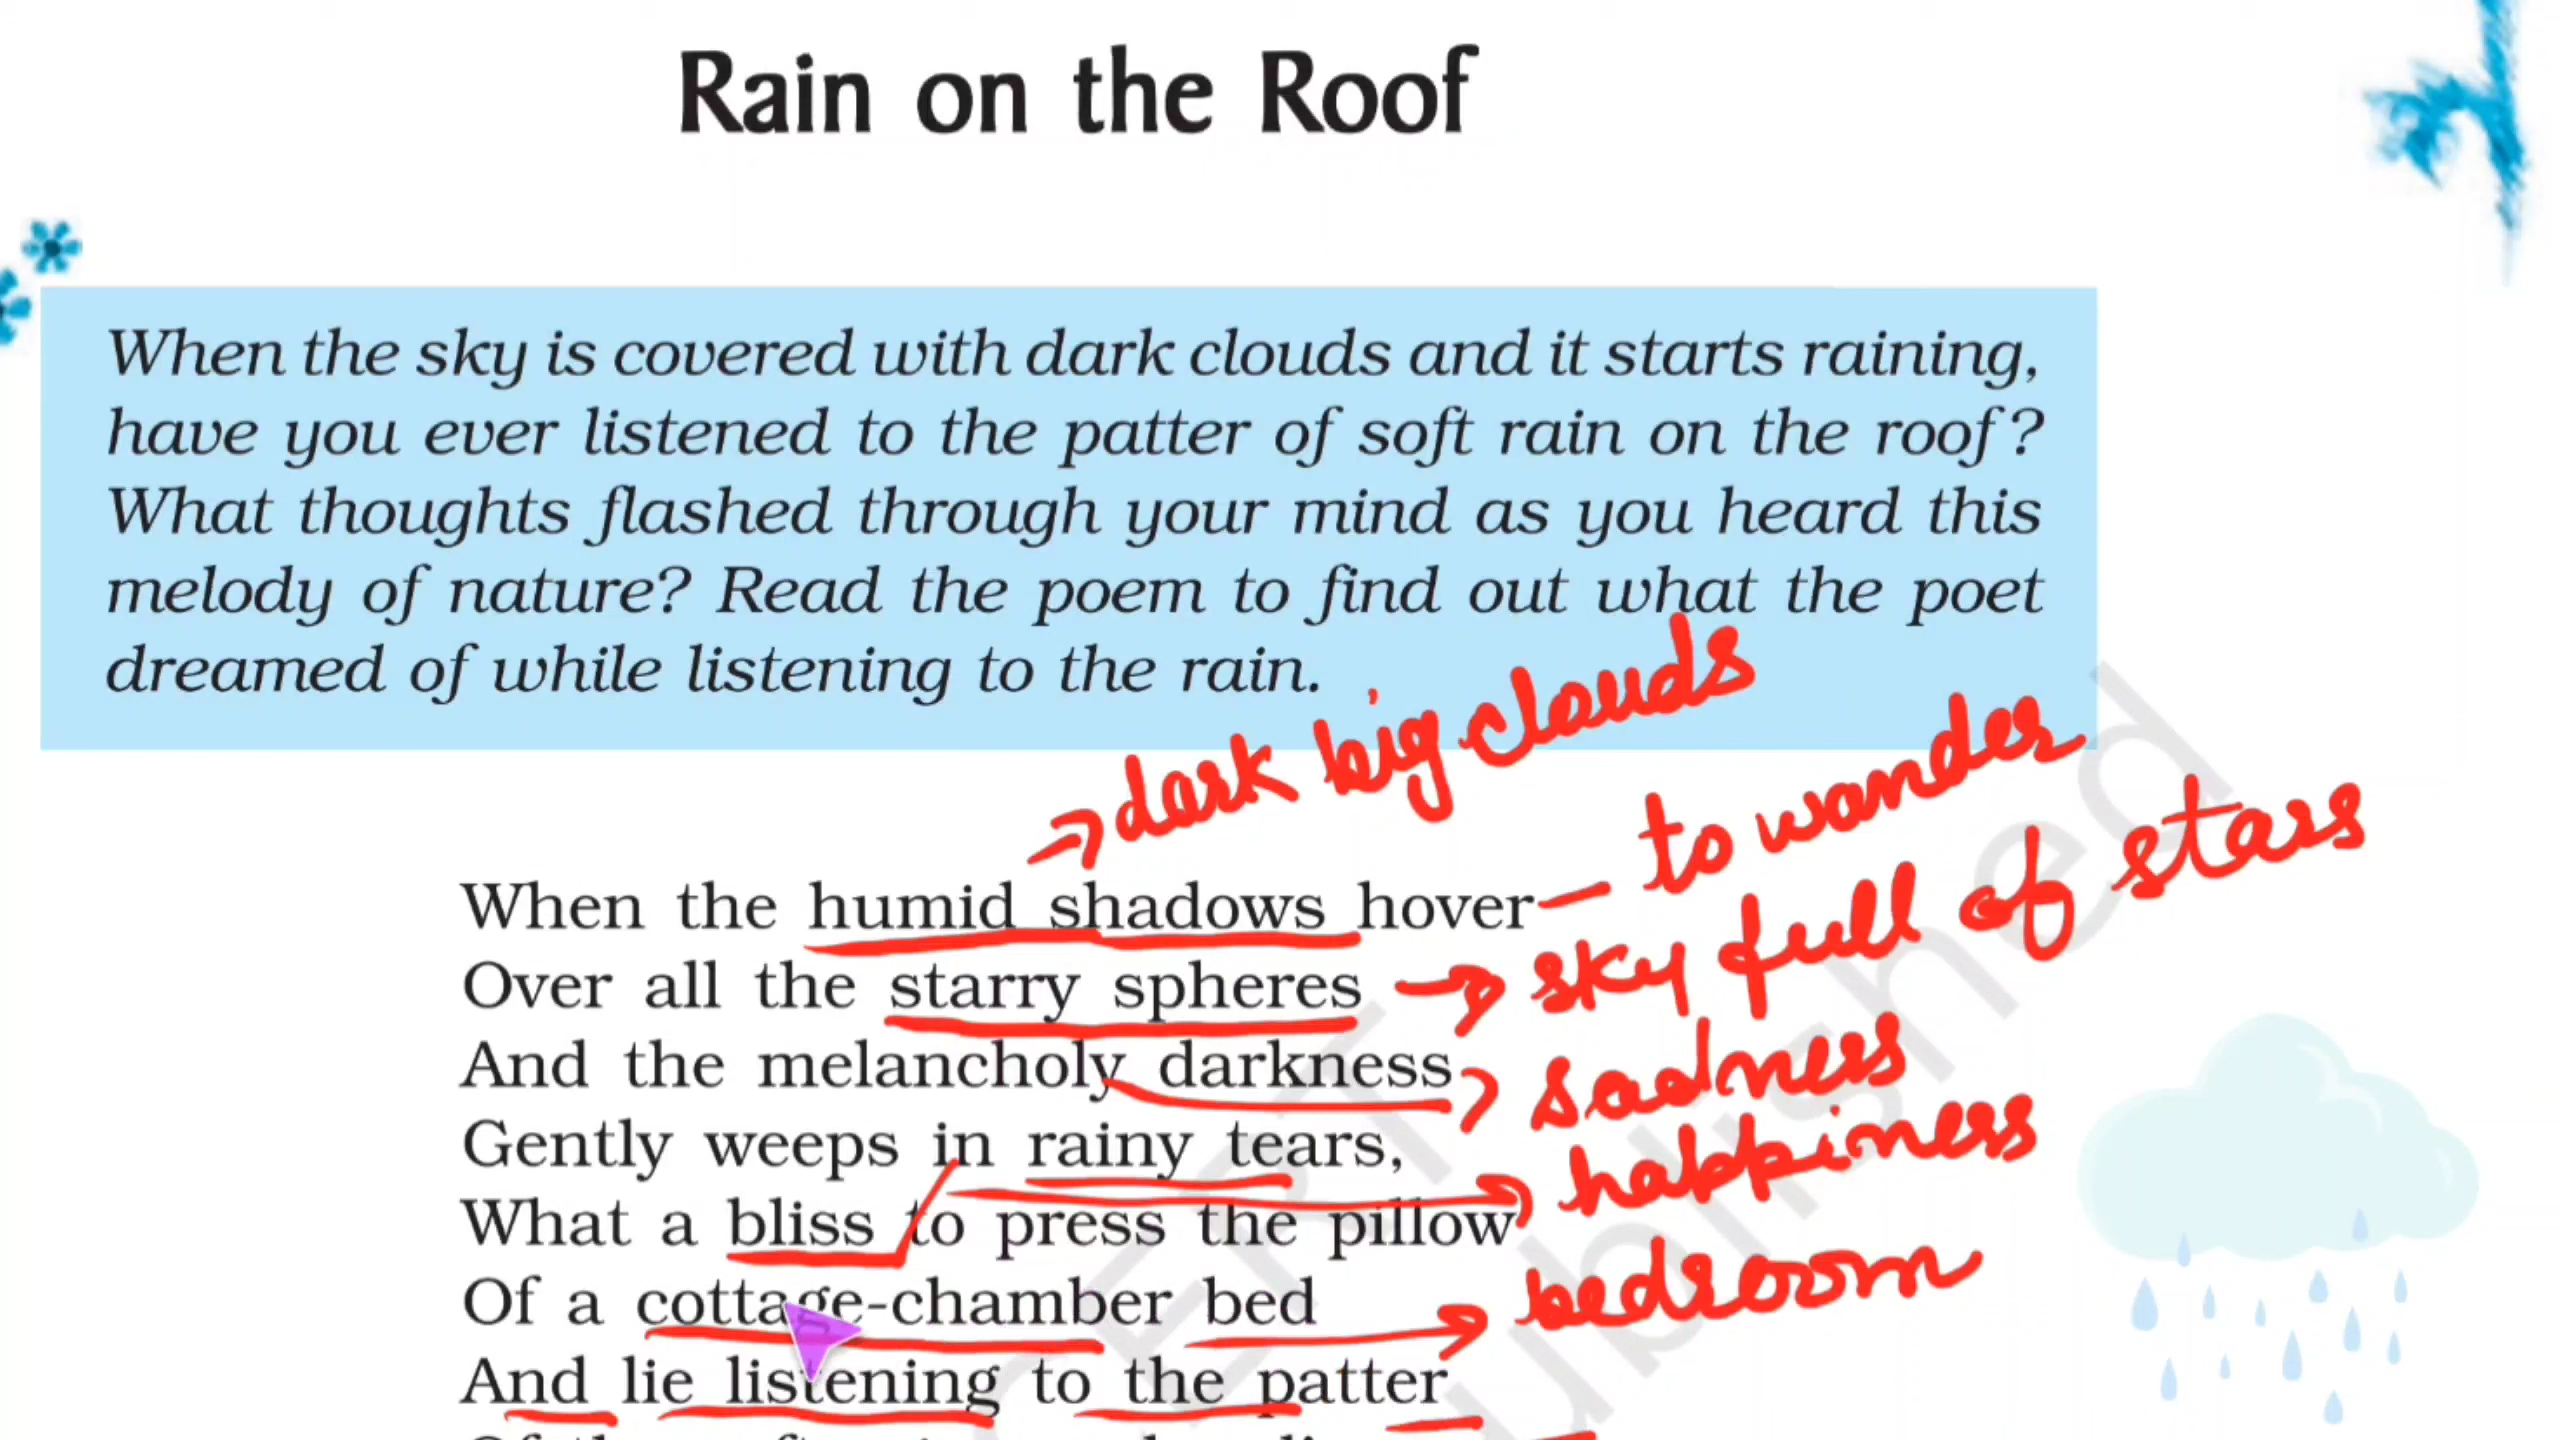 Rain on the Roof
When the sky is covered with dark clouds and it starts raining,
have you ever listened to the patter of soft rain on the roof?
What thoughts flashed through your mind as you heard this
melody of nature? Read the poem to find out what the poet
dreamed of while listening to the rain.
→ dark big clouds
When the humid shadows hover – to wander
Over all the starry spheres → sky full of stars
And the melancholy darkness → sadness
Gently weeps in rainy tears,
What a bliss to press the pillow → happiness
Of a cottage-chamber bed → bedroom
And lie listening to the patter